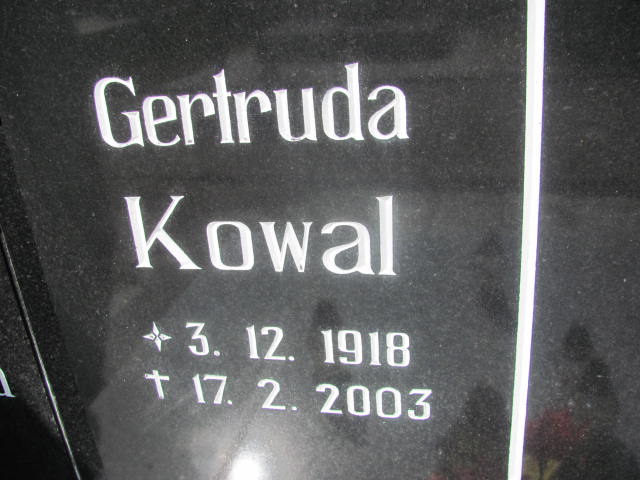 Gertruda
Kowal
3. 12. 1918
17. 2. 2003